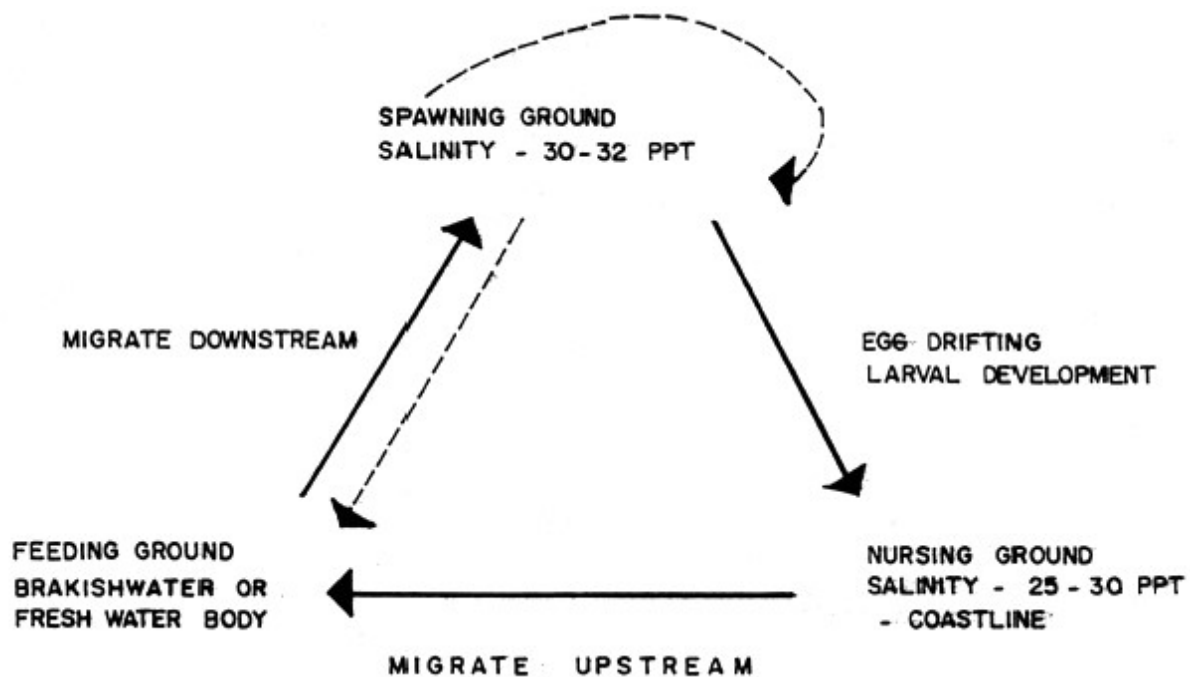 SPAWNING GROUND
SALINITY - 30-32 PPT
MIGRATE DOWNSTREAM
EGG DRIFTING
LARVAL DEVELOPMENT
FEEDING GROUND
BRAKISHWATER OR
FRESH WATER BODY
NURSING GROUND
SALINITY - 25-30 PPT
- COASTLINE
MIGRATE UPSTREAM